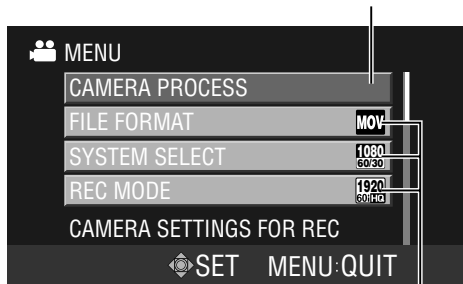 MENU
CAMERA PROCESS
FILE FORMAT MOV
SYSTEM SELECT 1080 60/30
REC MODE 1920 60/HQ
CAMERA SETTINGS FOR REC
SET MENU:QUIT